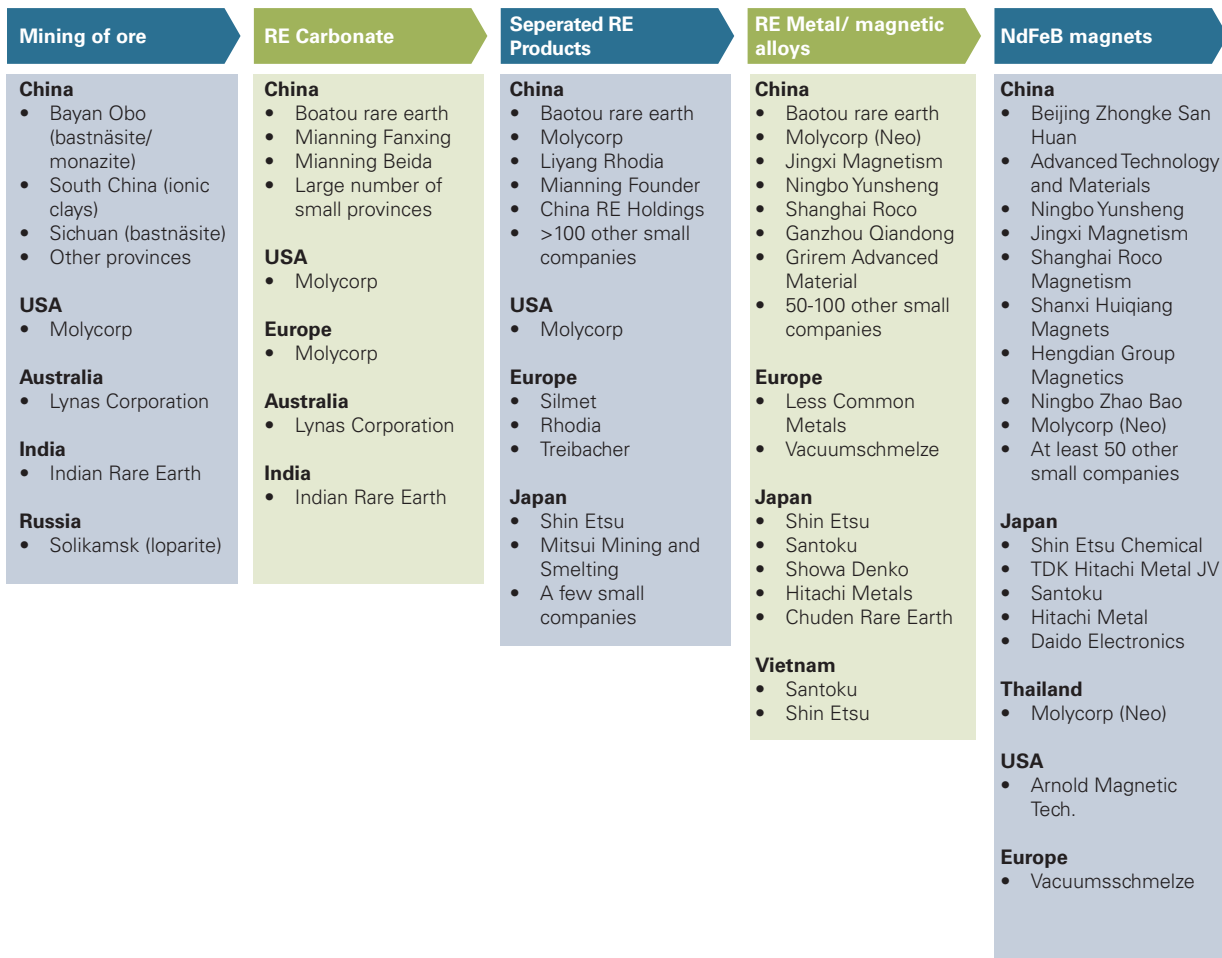 Mining of ore
China
• Bayan Obo
(bastnäsite/
monazite)
• South China (ionic
clays)
• Sichuan (bastnäsite)
• Other provinces
USA
• Molycorp
Australia
• Lynas Corporation
India
• Indian Rare Earth
Russia
• Solikamsk (loparite)
RE Carbonate
China
• Boatou rare earth
• Mianning Fanxing
• Mianning Beida
• Large number of
small provinces
USA
• Molycorp
Europe
• Molycorp
Australia
• Lynas Corporation
India
• Indian Rare Earth
Seperated RE
Products
China
• Baotou rare earth
• Molycorp
• Liyang Rhodia
• Mianning Founder
• China RE Holdings
• >100 other small
companies
USA
• Molycorp
Europe
• Silmet
• Rhodia
• Treibacher
Japan
• Shin Etsu
• Mitsui Mining and
Smelting
• A few small
companies
RE Metal/ magnetic
alloys
China
• Baotou rare earth
• Molycorp (Neo)
• Jingxi Magnetism
• Ningbo Yunsheng
• Shanghai Roco
• Ganzhou Qiandong
• Grirem Advanced
Material
• 50-100 other small
companies
Europe
• Less Common
Metals
• Vacuumschmelze
Japan
• Shin Etsu
• Santoku
• Showa Denko
• Hitachi Metals
• Chuden Rare Earth
Vietnam
• Santoku
• Shin Etsu
NdFeB magnets
China
• Beijing Zhongke San
Huan
• Advanced Technology
and Materials
• Ningbo Yunsheng
• Jingxi Magnetism
• Shanghai Roco
Magnetism
• Shanxi Huiqiang
Magnets
• Hengdian Group
Magnetics
• Ningbo Zhao Bao
• Molycorp (Neo)
• At least 50 other
small companies
Japan
• Shin Etsu Chemical
• TDK Hitachi Metal JV
• Santoku
• Hitachi Metal
• Daido Electronics
Thailand
• Molycorp (Neo)
USA
• Arnold Magnetic
Tech.
Europe
• Vacuumsschmelze